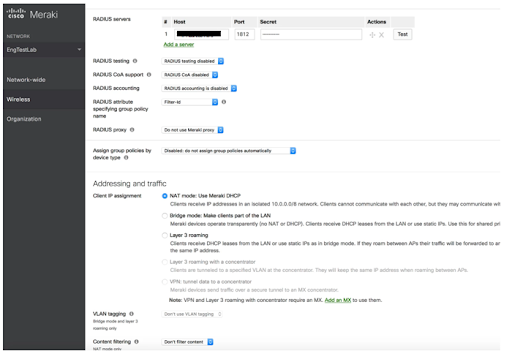 cisco Meraki
NETWORK
EngTestLab
Network-wide
Wireless
Organization
RADIUS servers
# Host Port Secret Actions
1 1812 Test
Add a server
RADIUS testing RADIUS testing disabled
RADIUS CoA support RADIUS CoA disabled
RADIUS accounting RADIUS accounting is disabled
RADIUS attribute
specifying group policy
name
Filter-Id
RADIUS proxy Do not use Meraki proxy
Assign group policies by
device type
Disabled: do not assign group policies automatically
Addressing and traffic
Client IP assignment
NAT mode: Use Meraki DHCP
Clients receive IP addresses in an isolated 10.0.0.0/8 network. Clients cannot communicate with each other, but they may communicate wi
Bridge mode: Make clients part of the LAN
Meraki devices operate transparently (no NAT or DHCP). Clients receive DHCP leases from the LAN or use static IPs. Use this for shared pri
Layer 3 roaming
Clients receive DHCP leases from the LAN or use static IPs as in bridge mode. If they roam between APs their traffic will be forwarded to ar
the same IP address.
Layer 3 roaming with a concentrator
Clients are tunneled to a specified VLAN at the concentrator. They will keep the same IP address when roaming between APs.
VPN: tunnel data to a concentrator
Meraki devices send traffic over a secure tunnel to an MX concentrator.
Note: VPN and Layer 3 roaming with concentrator require an MX. Add an MX to use them.
VLAN tagging Don't use VLAN tagging
Bridge mode and layer 3
roaming only
Content filtering Don't filter content
NAT mode only